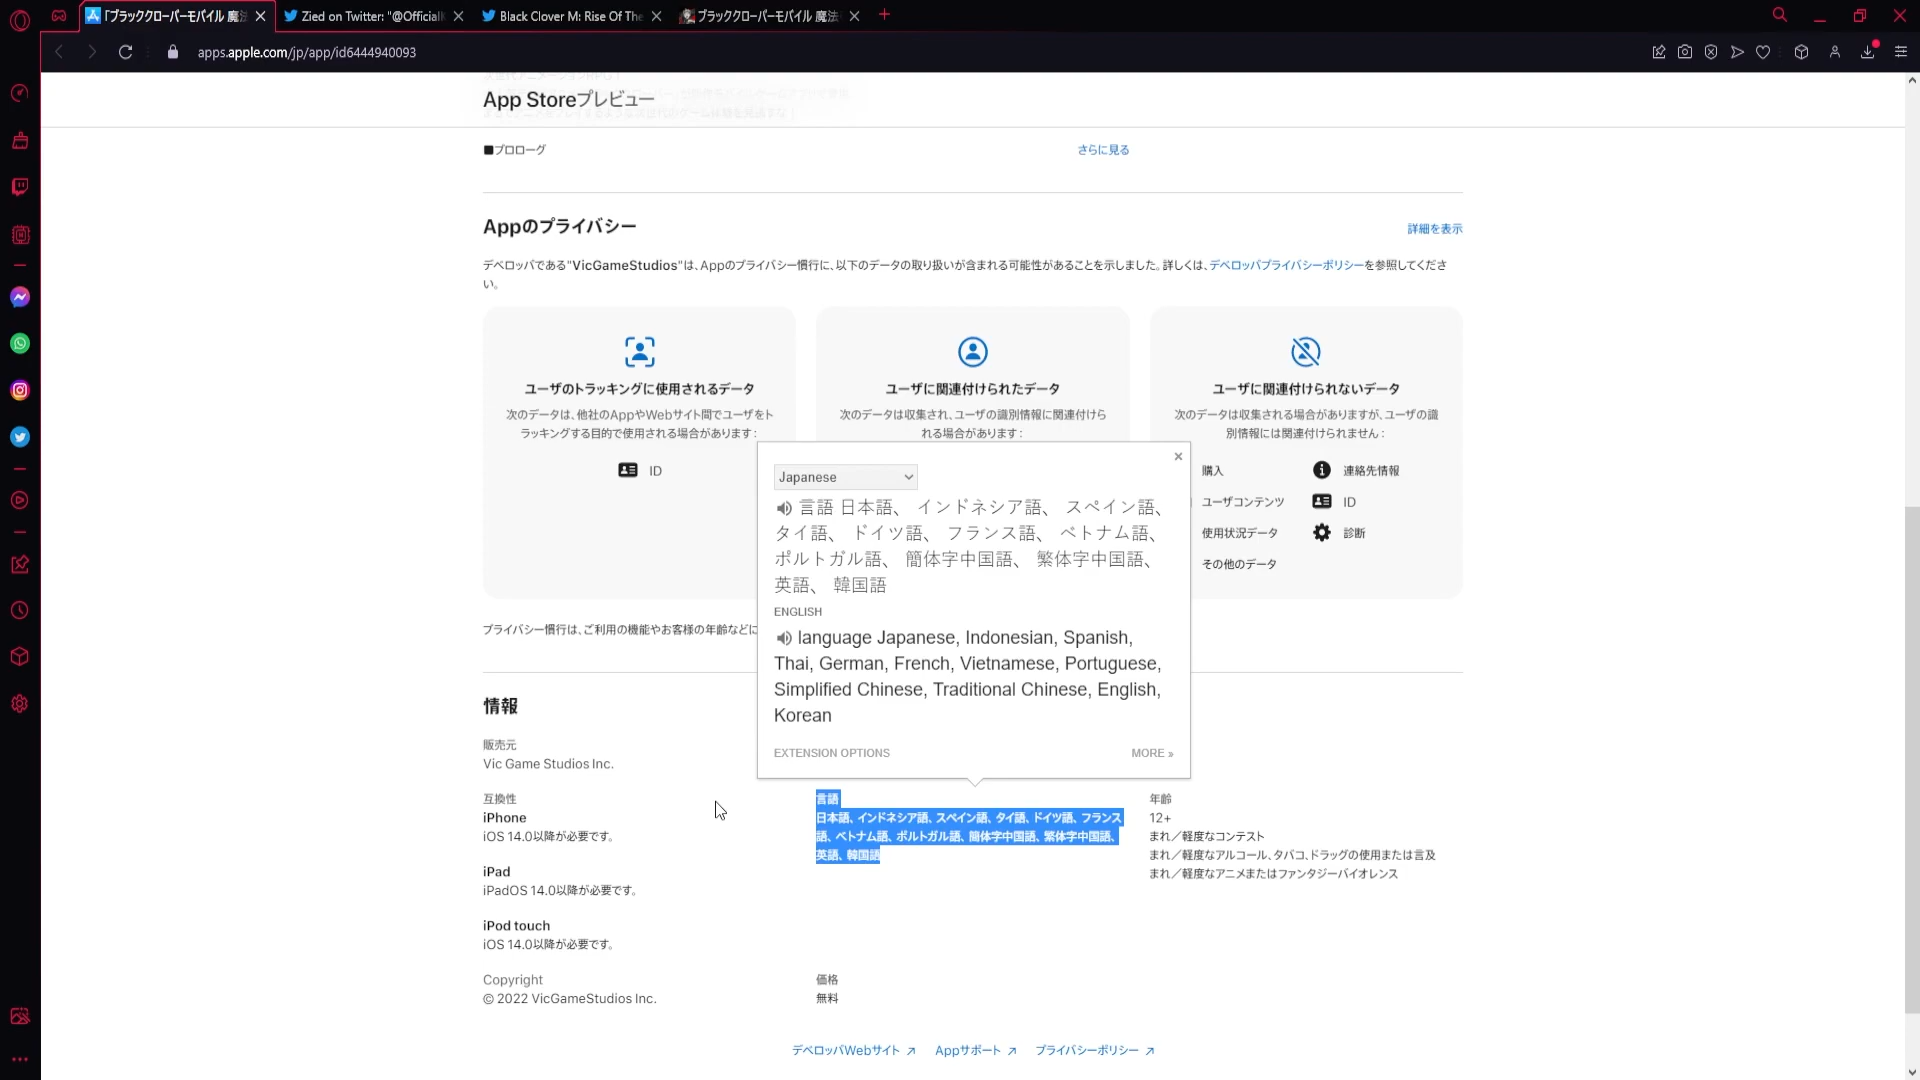 「ブラッククローバーモバイル 魔法
Zied on Twitter: "@Official
Black Clover M: Rise Of The
ブラッククローバーモバイル 魔法
apps.apple.com/jp/app/id6444940093
App Storeプレビュー
■プロローグ
さらに見る
Appのプライバシー
詳細を表示
デベロッパである"VicGameStudios"は、Appのプライバシー慣行に、以下のデータの取り扱いが含まれる可能性があることを示しました。詳しくは、デベロッパプライバシーポリシーを参照してくださ
い。
ユーザのトラッキングに使用されるデータ
次のデータは、他社のAppやWebサイト間でユーザをト
ラッキングする目的で使用される場合があります:
ID
ユーザに関連付けられたデータ
次のデータは収集され、ユーザの識別情報に関連付けら
れる場合があります:
ユーザに関連付けられないデータ
次のデータは収集される場合がありますが、ユーザの識
別情報には関連付けられません:
購入
連絡先情報
ユーザコンテンツ
ID
使用状況データ
診断
その他のデータ
Japanese
言語 日本語、 インドネシア語、 スペイン語、
タイ語、 ドイツ語、 フランス語、 ベトナム語、
ポルトガル語、 簡体字中国語、 繁体字中国語、
英語、 韓国語
ENGLISH
language Japanese, Indonesian, Spanish,
Thai, German, French, Vietnamese, Portuguese,
Simplified Chinese, Traditional Chinese, English,
Korean
EXTENSION OPTIONS
MORE »
プライバシー慣行は、ご利用の機能やお客様の年齢などに
情報
販売元
Vic Game Studios Inc.
互換性
iPhone
iOS 14.0以降が必要です。
iPad
iPadOS 14.0以降が必要です。
iPod touch
iOS 14.0以降が必要です。
言語
日本語、インドネシア語、スペイン語、タイ語、ドイツ語、フランス
語、ベトナム語、ポルトガル語、簡体字中国語、繁体字中国語、
英語、韓国語
年齢
12+
まれ/軽度なコンテスト
まれ/軽度なアルコール、タバコ、ドラッグの使用または言及
まれ/軽度なアニメまたはファンタジーバイオレンス
Copyright
© 2022 VicGameStudios Inc.
価格
無料
デベロッパWebサイト
Appサポート
プライバシーポリシー